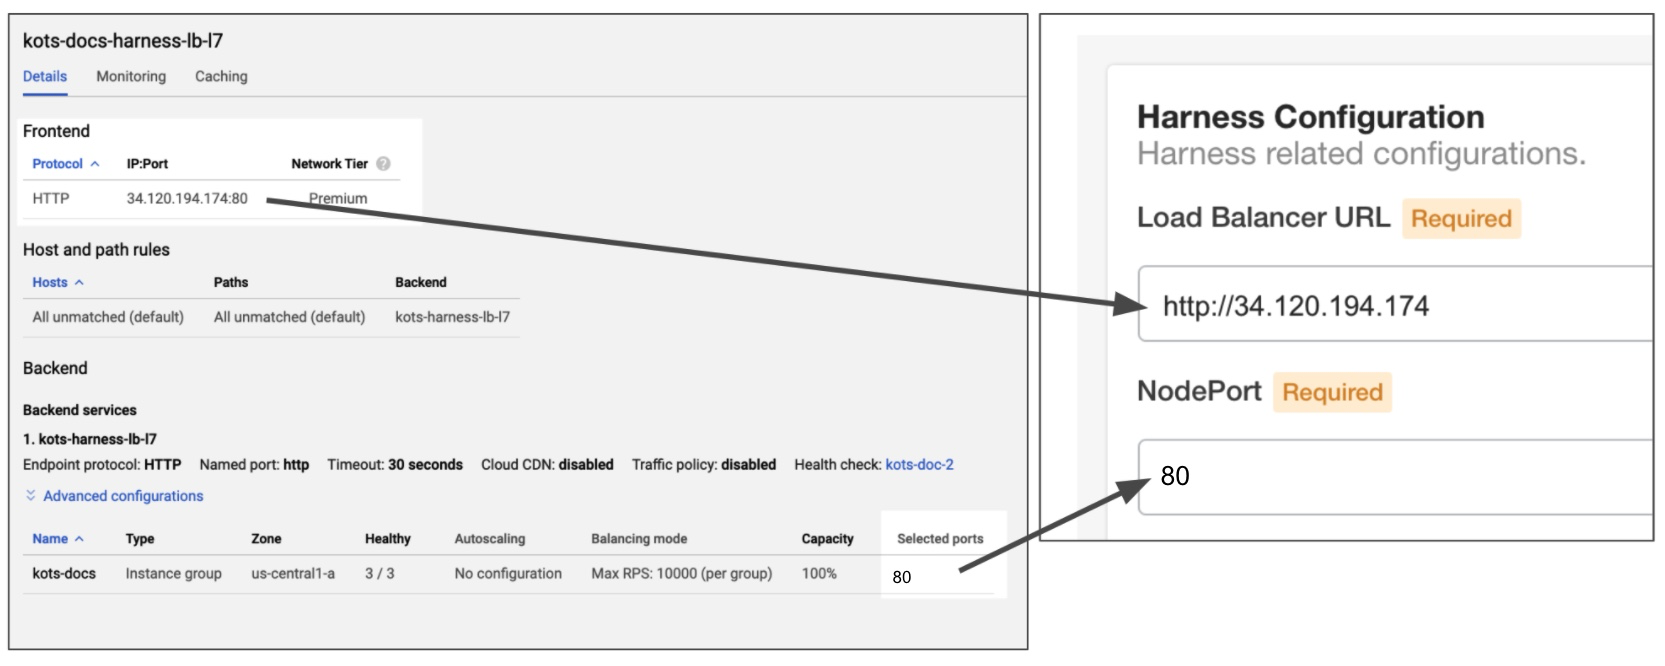 kots-docs-harness-lb-l7
Details Monitoring Caching
Frontend
Protocol IP:Port Network Tier ?
HTTP 34.120.194.174:80 Premium
Host and path rules
Hosts Paths Backend
All unmatched (default) All unmatched (default) kots-harness-lb-l7
Backend
Backend services
1. kots-harness-lb-l7
Endpoint protocol: HTTP Named port: http Timeout: 30 seconds Cloud CDN: disabled Traffic policy: disabled Health check: kots-doc-2
Advanced configurations
Name Type Zone Healthy Autoscaling Balancing mode Capacity Selected ports
kots-docs Instance group us-central1-a 3 / 3 No configuration Max RPS: 10000 (per group) 100% 80
Harness Configuration
Harness related configurations.
Load Balancer URL Required
http://34.120.194.174
NodePort Required
80